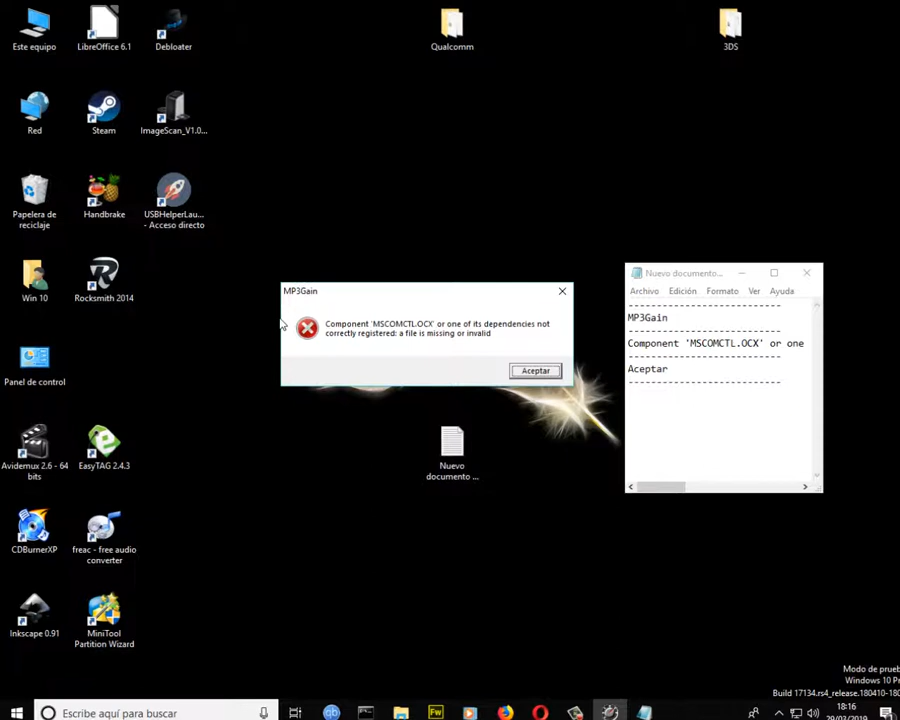 Este equipo
LibreOffice 6.1
Debloater
Qualcomm
3DS
Red
Steam
ImageScan_V1.0...
Papelera de
reciclaje
Handbrake
USBHelperLau...
- Acceso directo
Win 10
Rocksmith 2014
MP3Gain
Component 'MSCOMCTL.OCX' or one of its dependencies not
correctly registered: a file is missing or invalid
Aceptar
Nuevo documento...
Archivo Edición Formato Ver Ayuda
---------------------------
MP3Gain
---------------------------
Component 'MSCOMCTL.OCX' or one
---------------------------
Aceptar
---------------------------
Panel de control
Avidemux 2.6 - 64
bits
EasyTAG 2.4.3
Nuevo
documento ...
CDBurnerXP
freac - free audio
converter
Inkscape 0.91
MiniTool
Partition Wizard
Modo de prue
Windows 10 Pr
Build 17134.rs4_release.180410-180
Escribe aquí para buscar
qb
Fw
18:16
29/03/2019